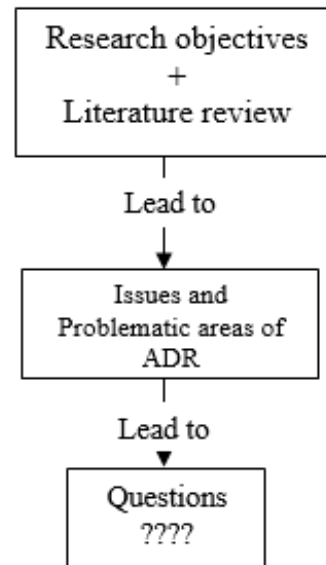 Research objectives
+
Literature review
Lead to
Issues and
Problematic areas of
ADR
Lead to
Questions
????